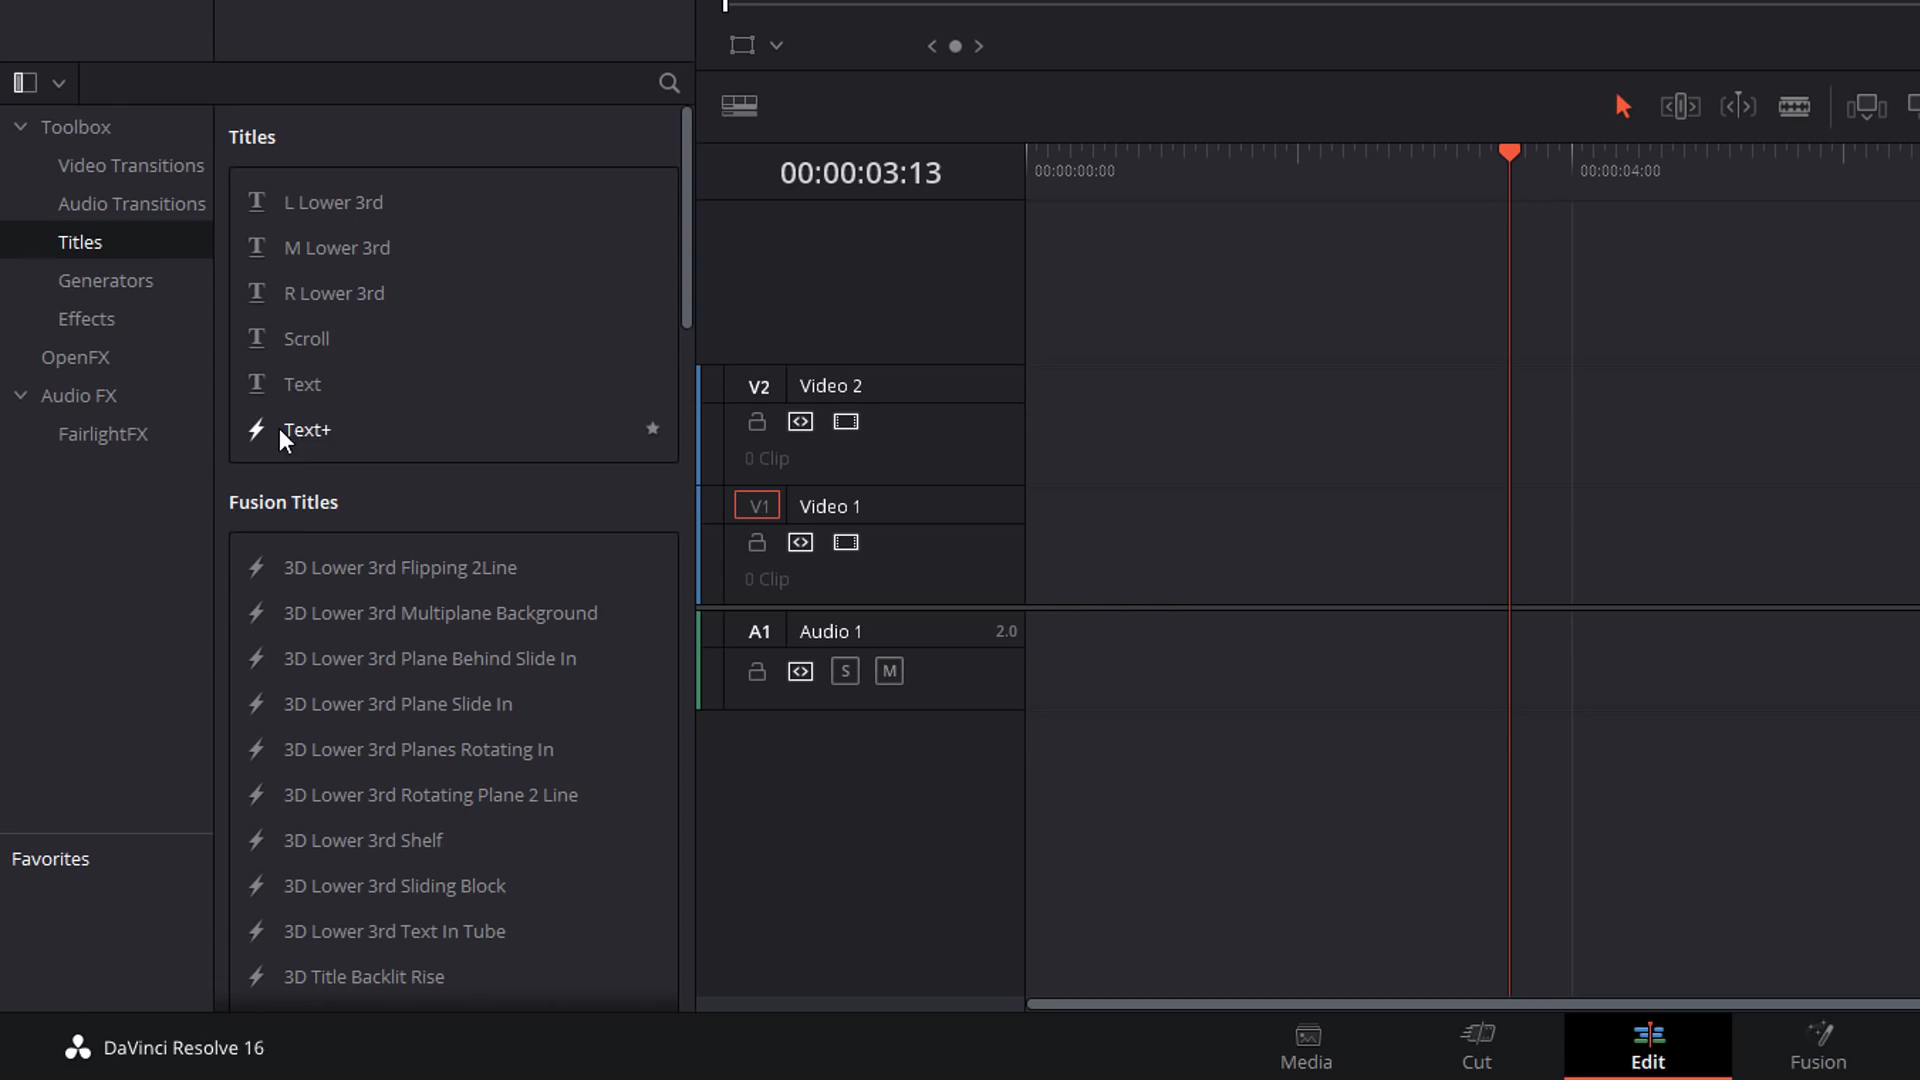 Toolbox
Video Transitions
Audio Transitions
Titles
Generators
Effects
OpenFX
Audio FX
FairlightFX
Favorites
Titles
L Lower 3rd
M Lower 3rd
R Lower 3rd
Scroll
Text
Text+
Fusion Titles
3D Lower 3rd Flipping 2Line
3D Lower 3rd Multiplane Background
3D Lower 3rd Plane Behind Slide In
3D Lower 3rd Plane Slide In
3D Lower 3rd Planes Rotating In
3D Lower 3rd Rotating Plane 2 Line
3D Lower 3rd Shelf
3D Lower 3rd Sliding Block
3D Lower 3rd Text In Tube
3D Title Backlit Rise
00:00:03:13
00:00:00:00
00:00:04:00
V2 Video 2
0 Clip
V1 Video 1
0 Clip
A1 Audio 1 2.0
S M
DaVinci Resolve 16
Media
Cut
Edit
Fusion